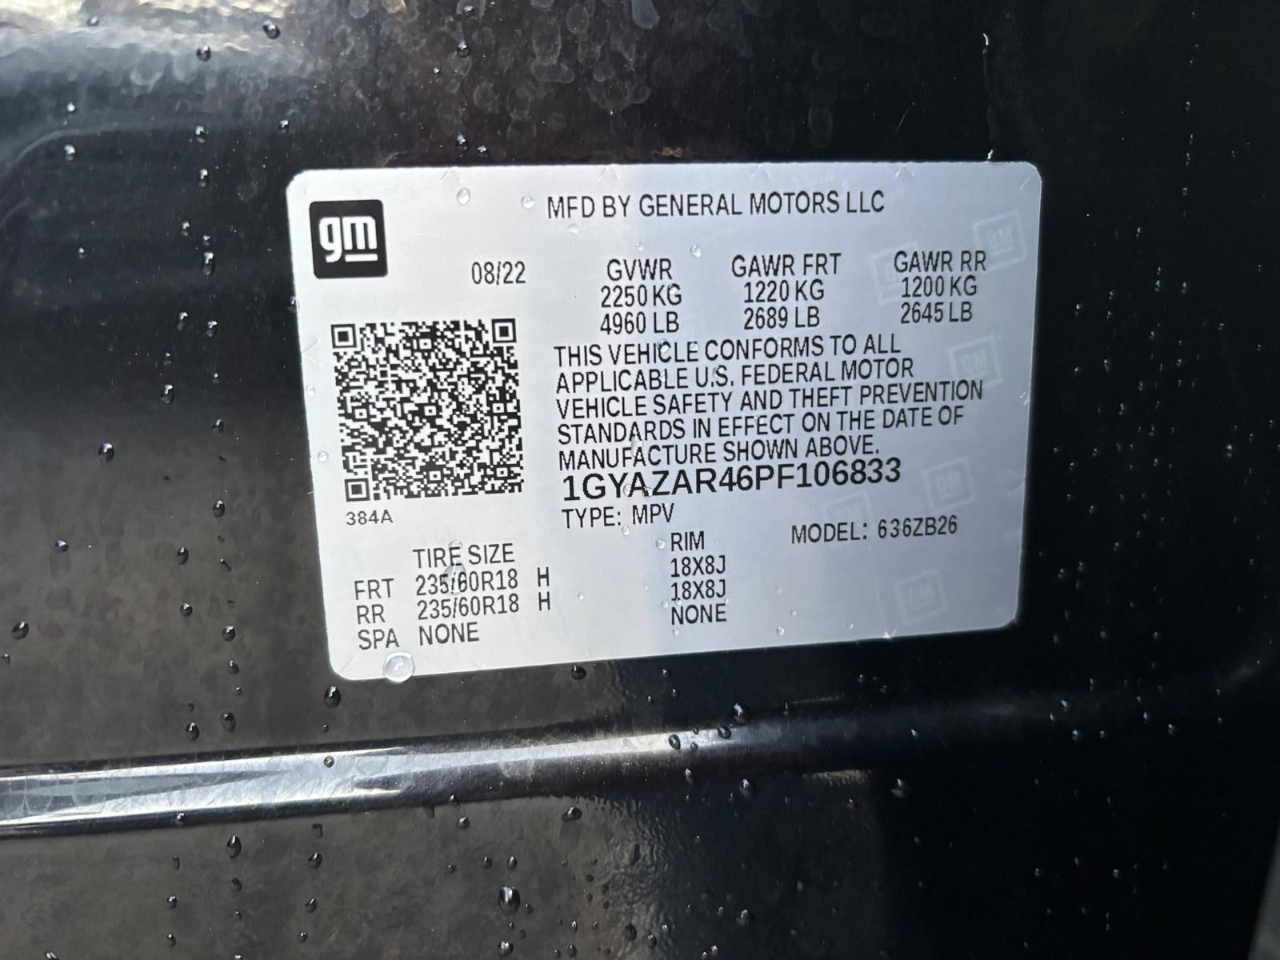 gm
MFD BY GENERAL MOTORS LLC
08/22
GVWR GAWR FRT GAWR RR
2250 KG 1220 KG 1200 KG
4960 LB 2689 LB 2645 LB
THIS VEHICLE CONFORMS TO ALL
APPLICABLE U.S. FEDERAL MOTOR
VEHICLE SAFETY AND THEFT PREVENTION
STANDARDS IN EFFECT ON THE DATE OF
MANUFACTURE SHOWN ABOVE.
1GYAZAR46PF106833
384A
TYPE: MPV MODEL: 636ZB26
TIRE SIZE RIM
FRT 235/60R18 H 18X8J
RR 235/60R18 H 18X8J
SPA NONE NONE